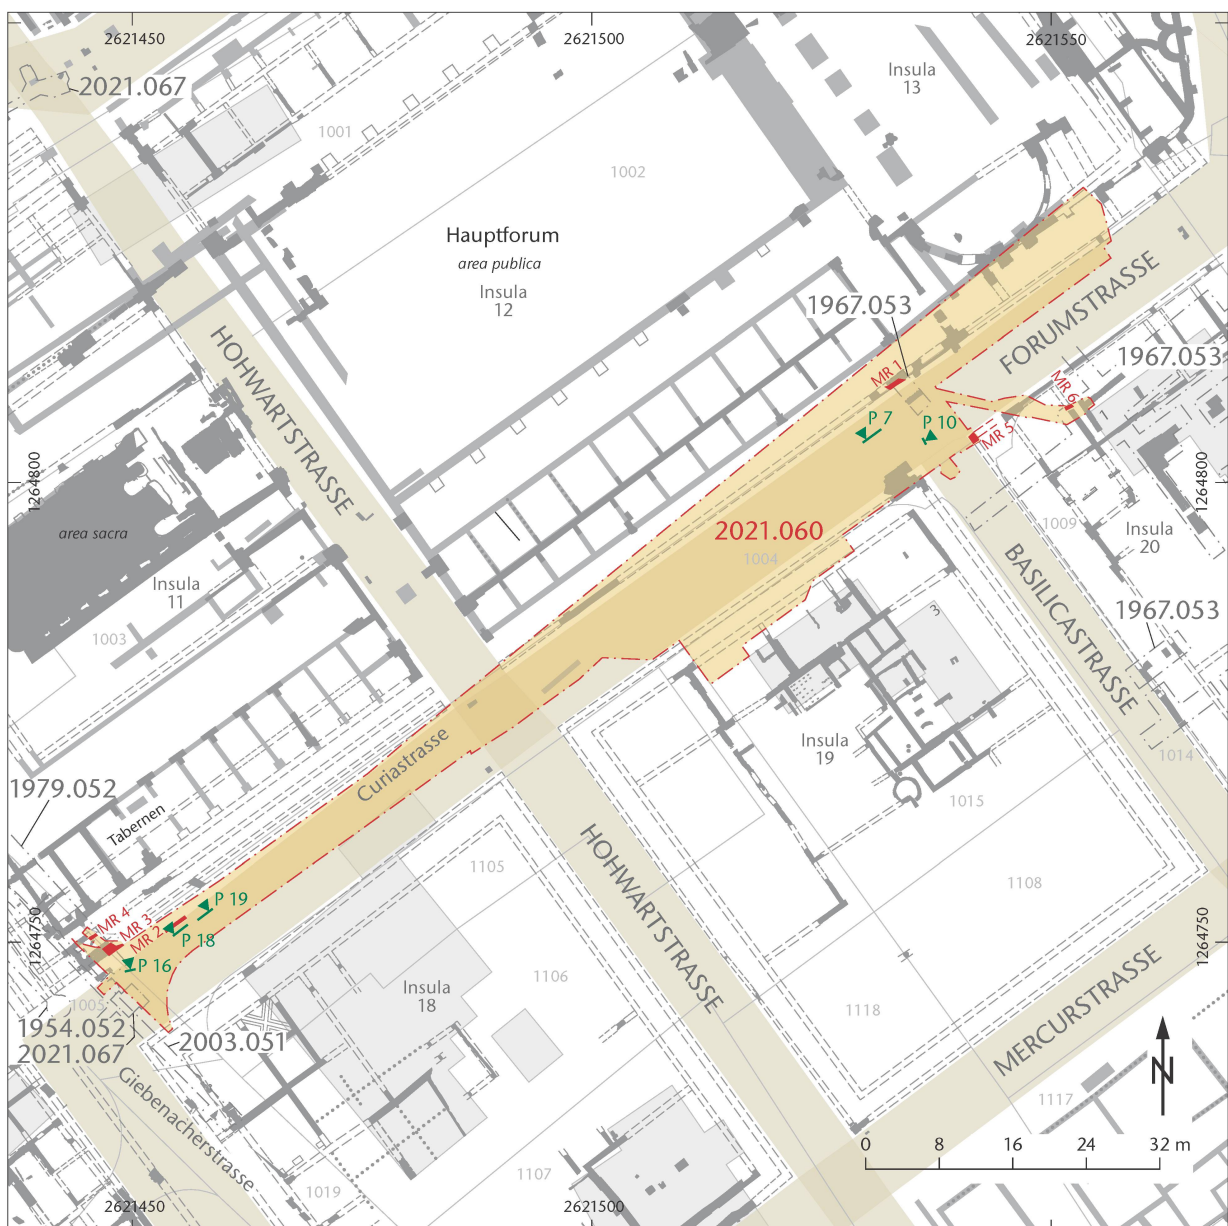 2621450
2621500
2621550
2021.067
Insula
13
1001
1002
Hauptforum
area publica
Insula
12
1967.053
FORUMSTRASSE
HOHWARTSTRASSE
1967.053
MR 1
MR 6
P 7
P 10
MR 5
1264800
1264800
area sacra
2021.060
1004
1009
Insula
20
Insula
11
BASILICASTRASSE
1967.053
1003
Curiastrasse
Insula
19
1014
1979.052
Tabernen
1015
HOHWARTSTRASSE
1105
1108
P 19
MR 4
MR 3
MR 2
P 18
1264750
1264750
P 16
1106
MERCURSTRASSE
Insula
18
1005
1118
1954.052
2021.067
2003.051
N
Giebenacherstrasse
1117
0 8 16 24 32 m
1107
1019
2621450
2621500